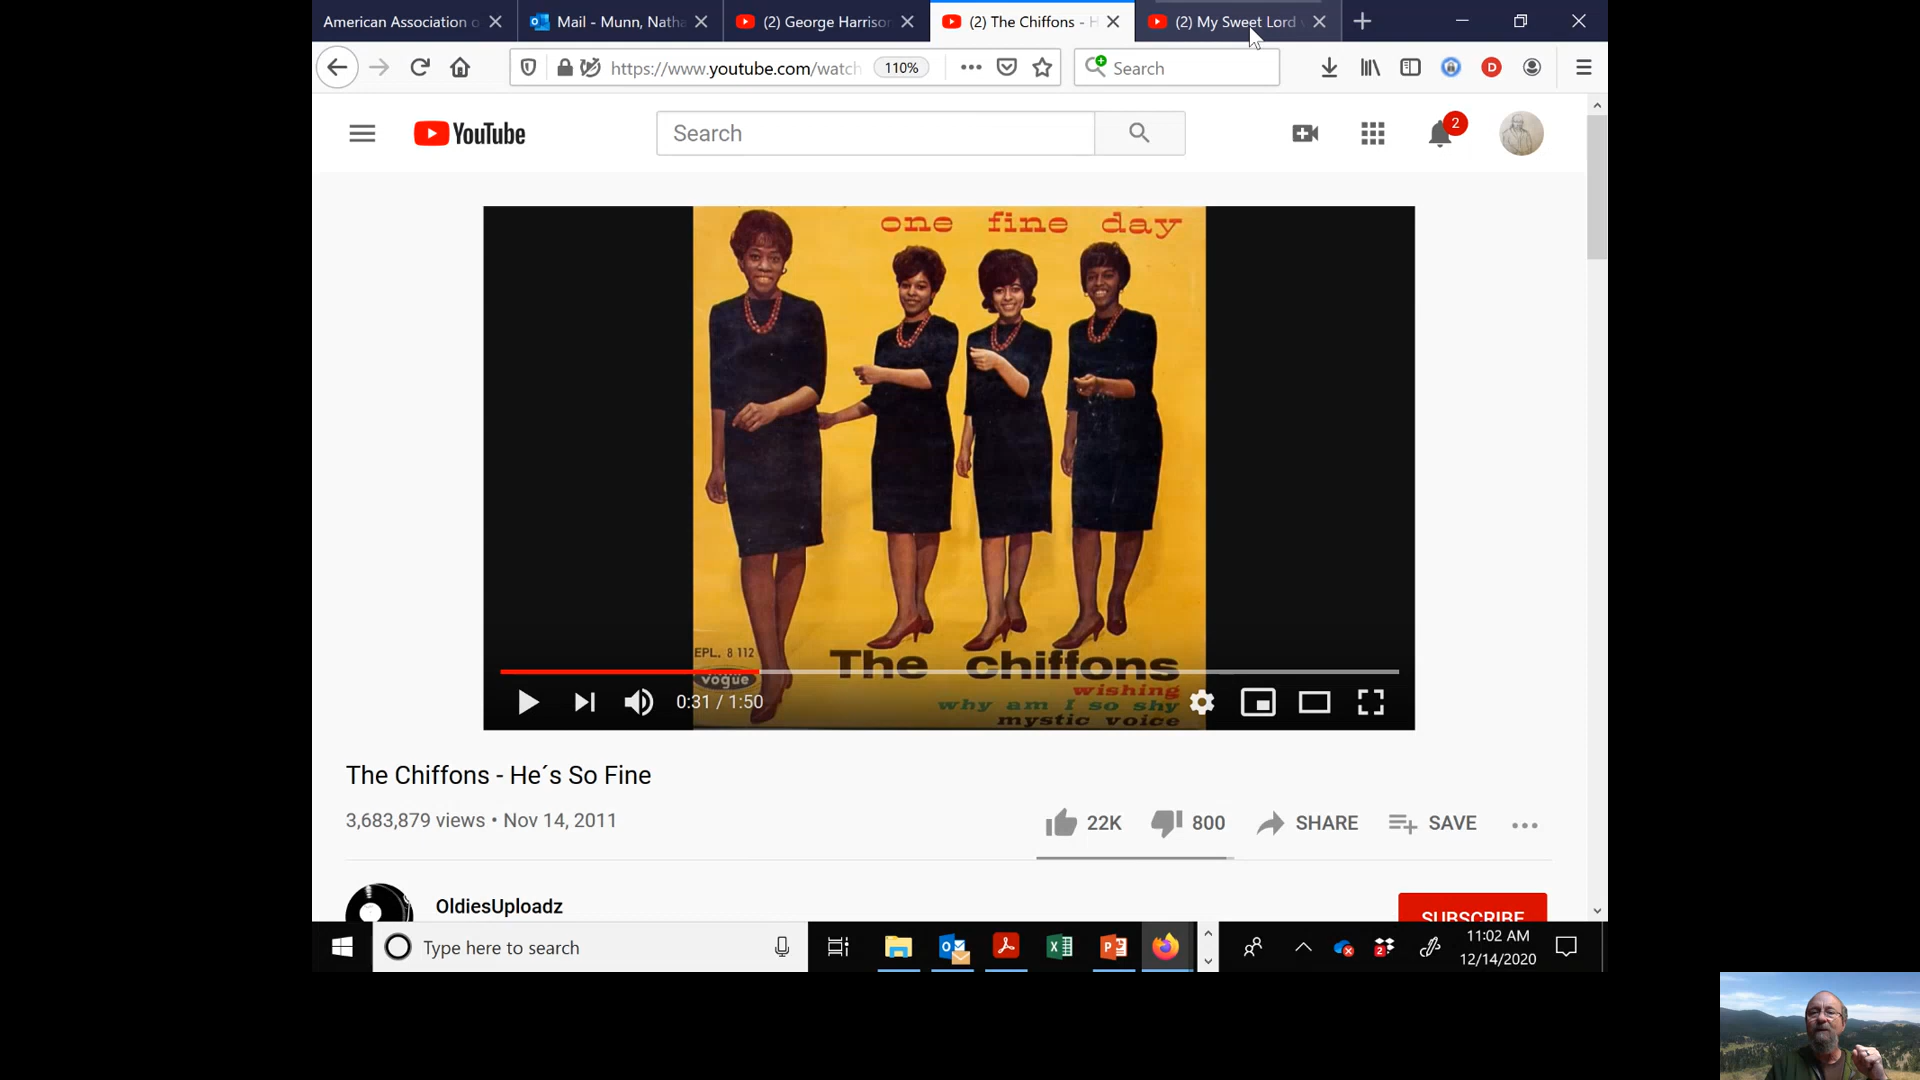 American Association o
Mail - Munn, Natha
(2) George Harrison
(2) The Chiffons - H
(2) My Sweet Lord v
https://www.youtube.com/watch
110%
Search
D
YouTube
Search
2
one fine day
EPL. 8 112
vogue
The chiffons
wishing
why am I so shy
mystic voice
0:31 / 1:50
The Chiffons - He´s So Fine
3,683,879 views • Nov 14, 2011
22K
800
SHARE
SAVE
OldiesUploadz
SUBSCRIBE
Type here to search
2
11:02 AM
12/14/2020